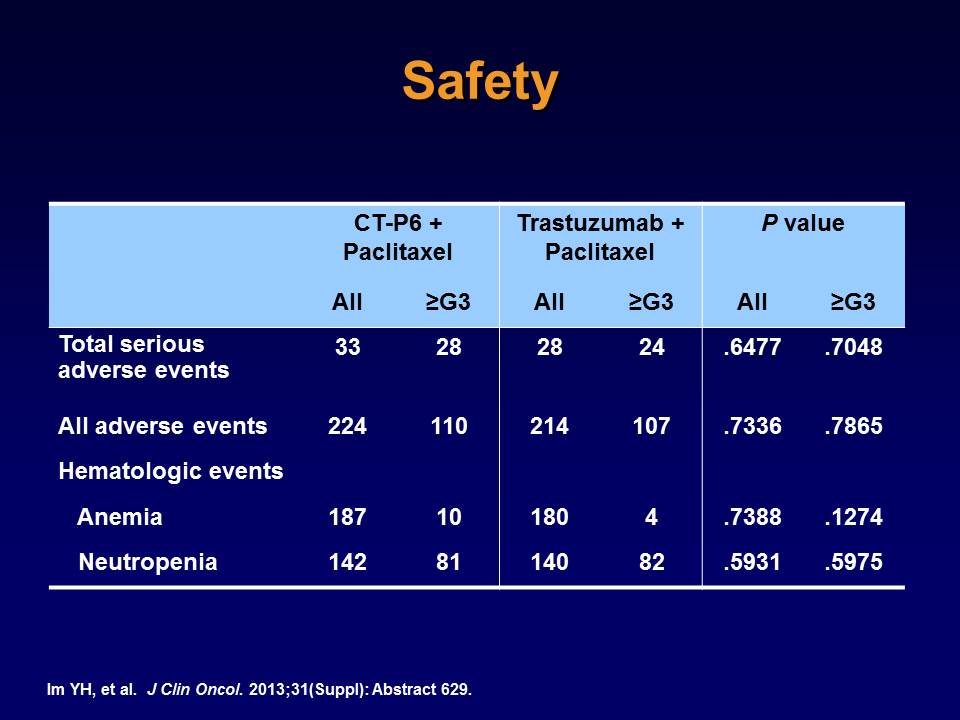 Safety
CT-P6 + Paclitaxel Trastuzumab + Paclitaxel P value
All ≥G3 All ≥G3 All ≥G3
Total serious adverse events 33 28 28 24 .6477 .7048
All adverse events 224 110 214 107 .7336 .7865
Hematologic events
Anemia 187 10 180 4 .7388 .1274
Neutropenia 142 81 140 82 .5931 .5975
Im YH, et al. J Clin Oncol. 2013;31(Suppl): Abstract 629.